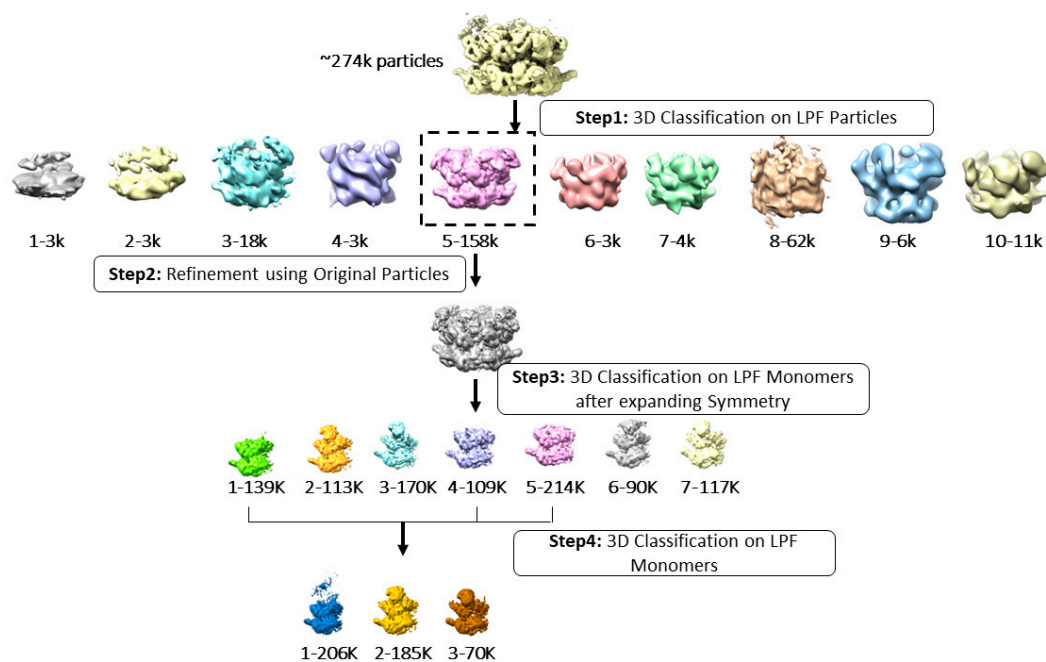 ~274k particles
Step1: 3D Classification on LPF Particles
1-3k 2-3k 3-18k 4-3k 5-158k 6-3k 7-4k 8-62k 9-6k 10-11k
Step2: Refinement using Original Particles
Step3: 3D Classification on LPF Monomers
after expanding Symmetry
1-139K 2-113K 3-170K 4-109K 5-214K 6-90K 7-117K
Step4: 3D Classification on LPF
Monomers
1-206K 2-185K 3-70K